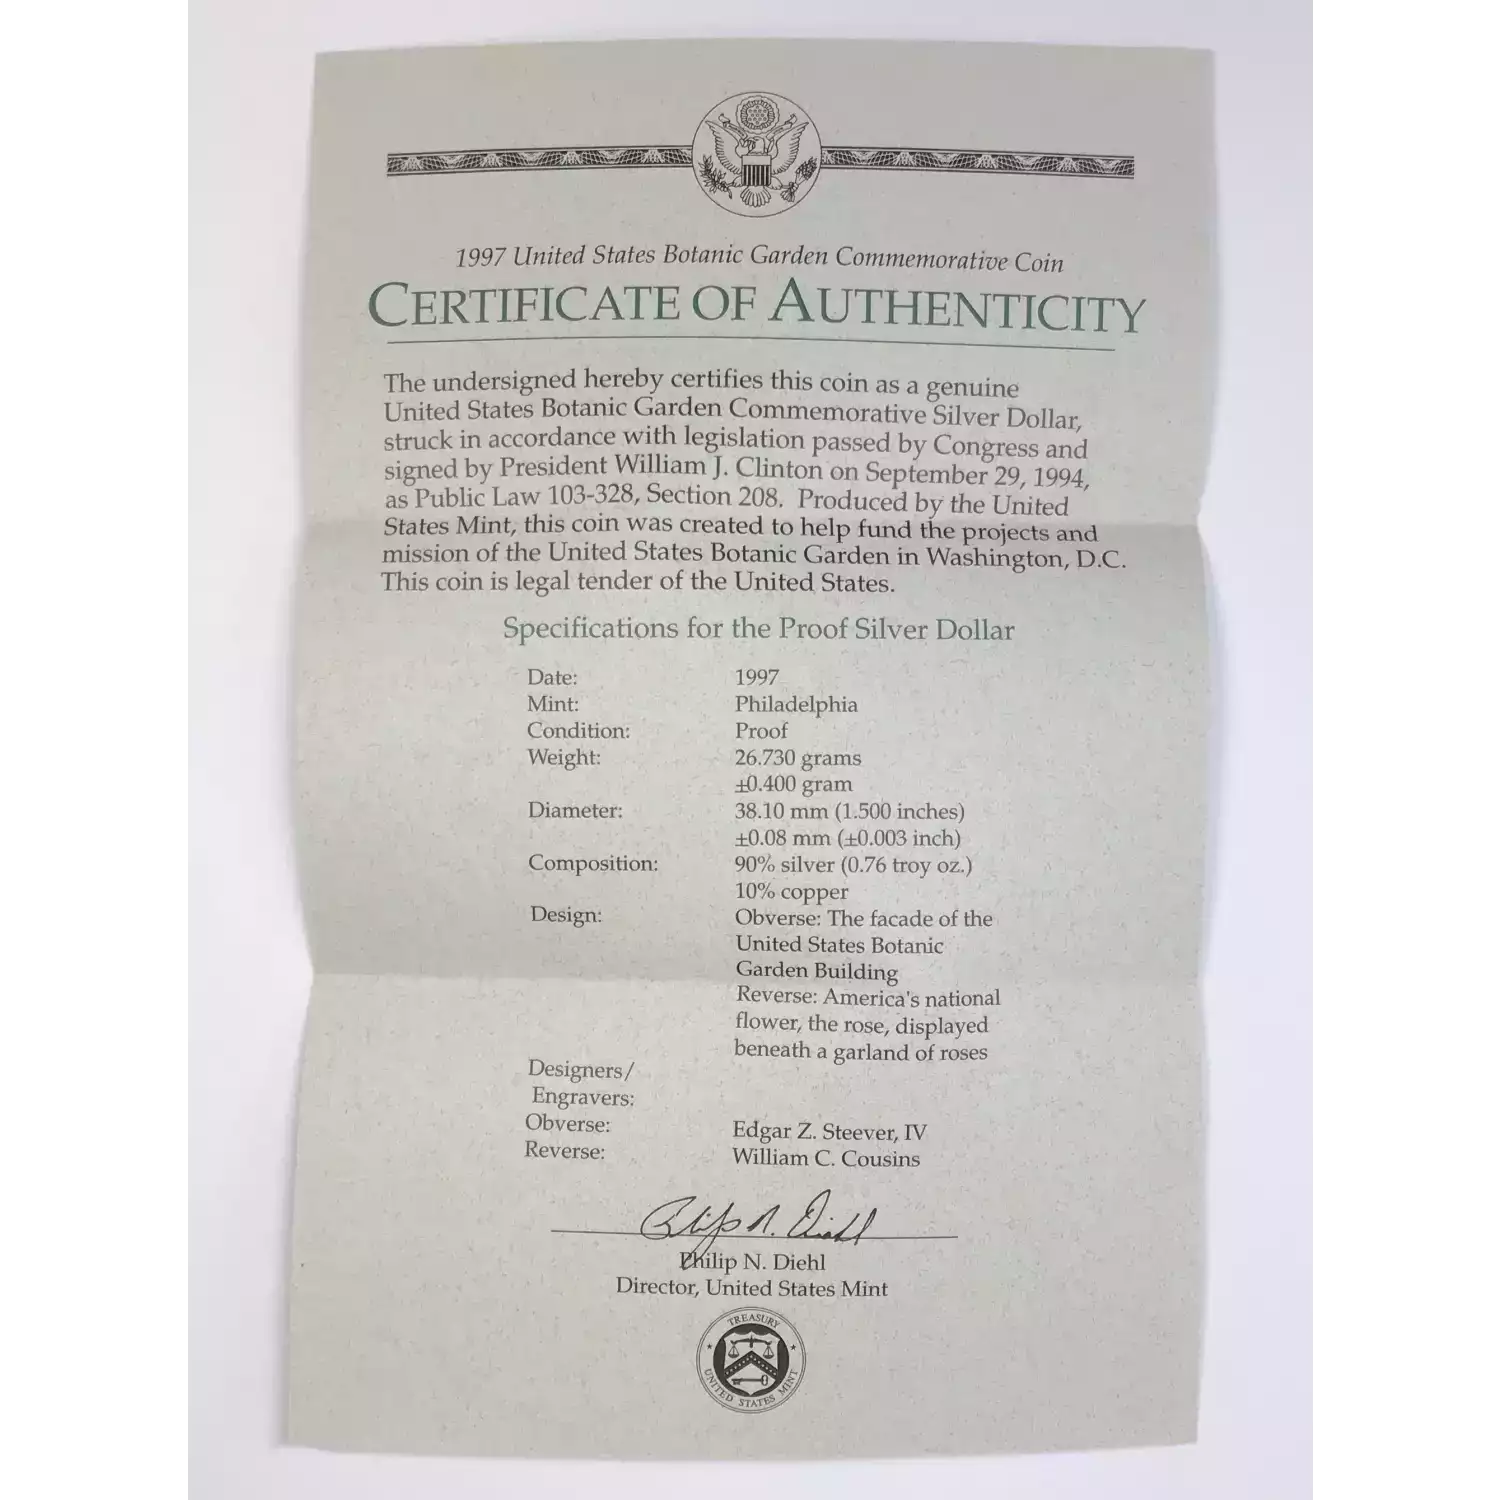 1997 United States Botanic Garden Commemorative Coin
CERTIFICATE OF AUTHENTICITY
The undersigned hereby certifies this coin as a genuine
United States Botanic Garden Commemorative Silver Dollar,
struck in accordance with legislation passed by Congress and
signed by President William J. Clinton on September 29, 1994,
as Public Law 103-328, Section 208. Produced by the United
States Mint, this coin was created to help fund the projects and
mission of the United States Botanic Garden in Washington, D.C.
This coin is legal tender of the United States.
Specifications for the Proof Silver Dollar
Date: 1997
Mint: Philadelphia
Condition: Proof
Weight: 26.730 grams
±0.400 gram
Diameter: 38.10 mm (1.500 inches)
±0.08 mm (±0.003 inch)
Composition: 90% silver (0.76 troy oz.)
10% copper
Design: Obverse: The facade of the
United States Botanic
Garden Building
Reverse: America's national
flower, the rose, displayed
beneath a garland of roses
Designers/
Engravers:
Obverse: Edgar Z. Steever, IV
Reverse: William C. Cousins
Philip N. Diehl
Philip N. Diehl
Director, United States Mint
TREASURY
UNITED STATES MINT